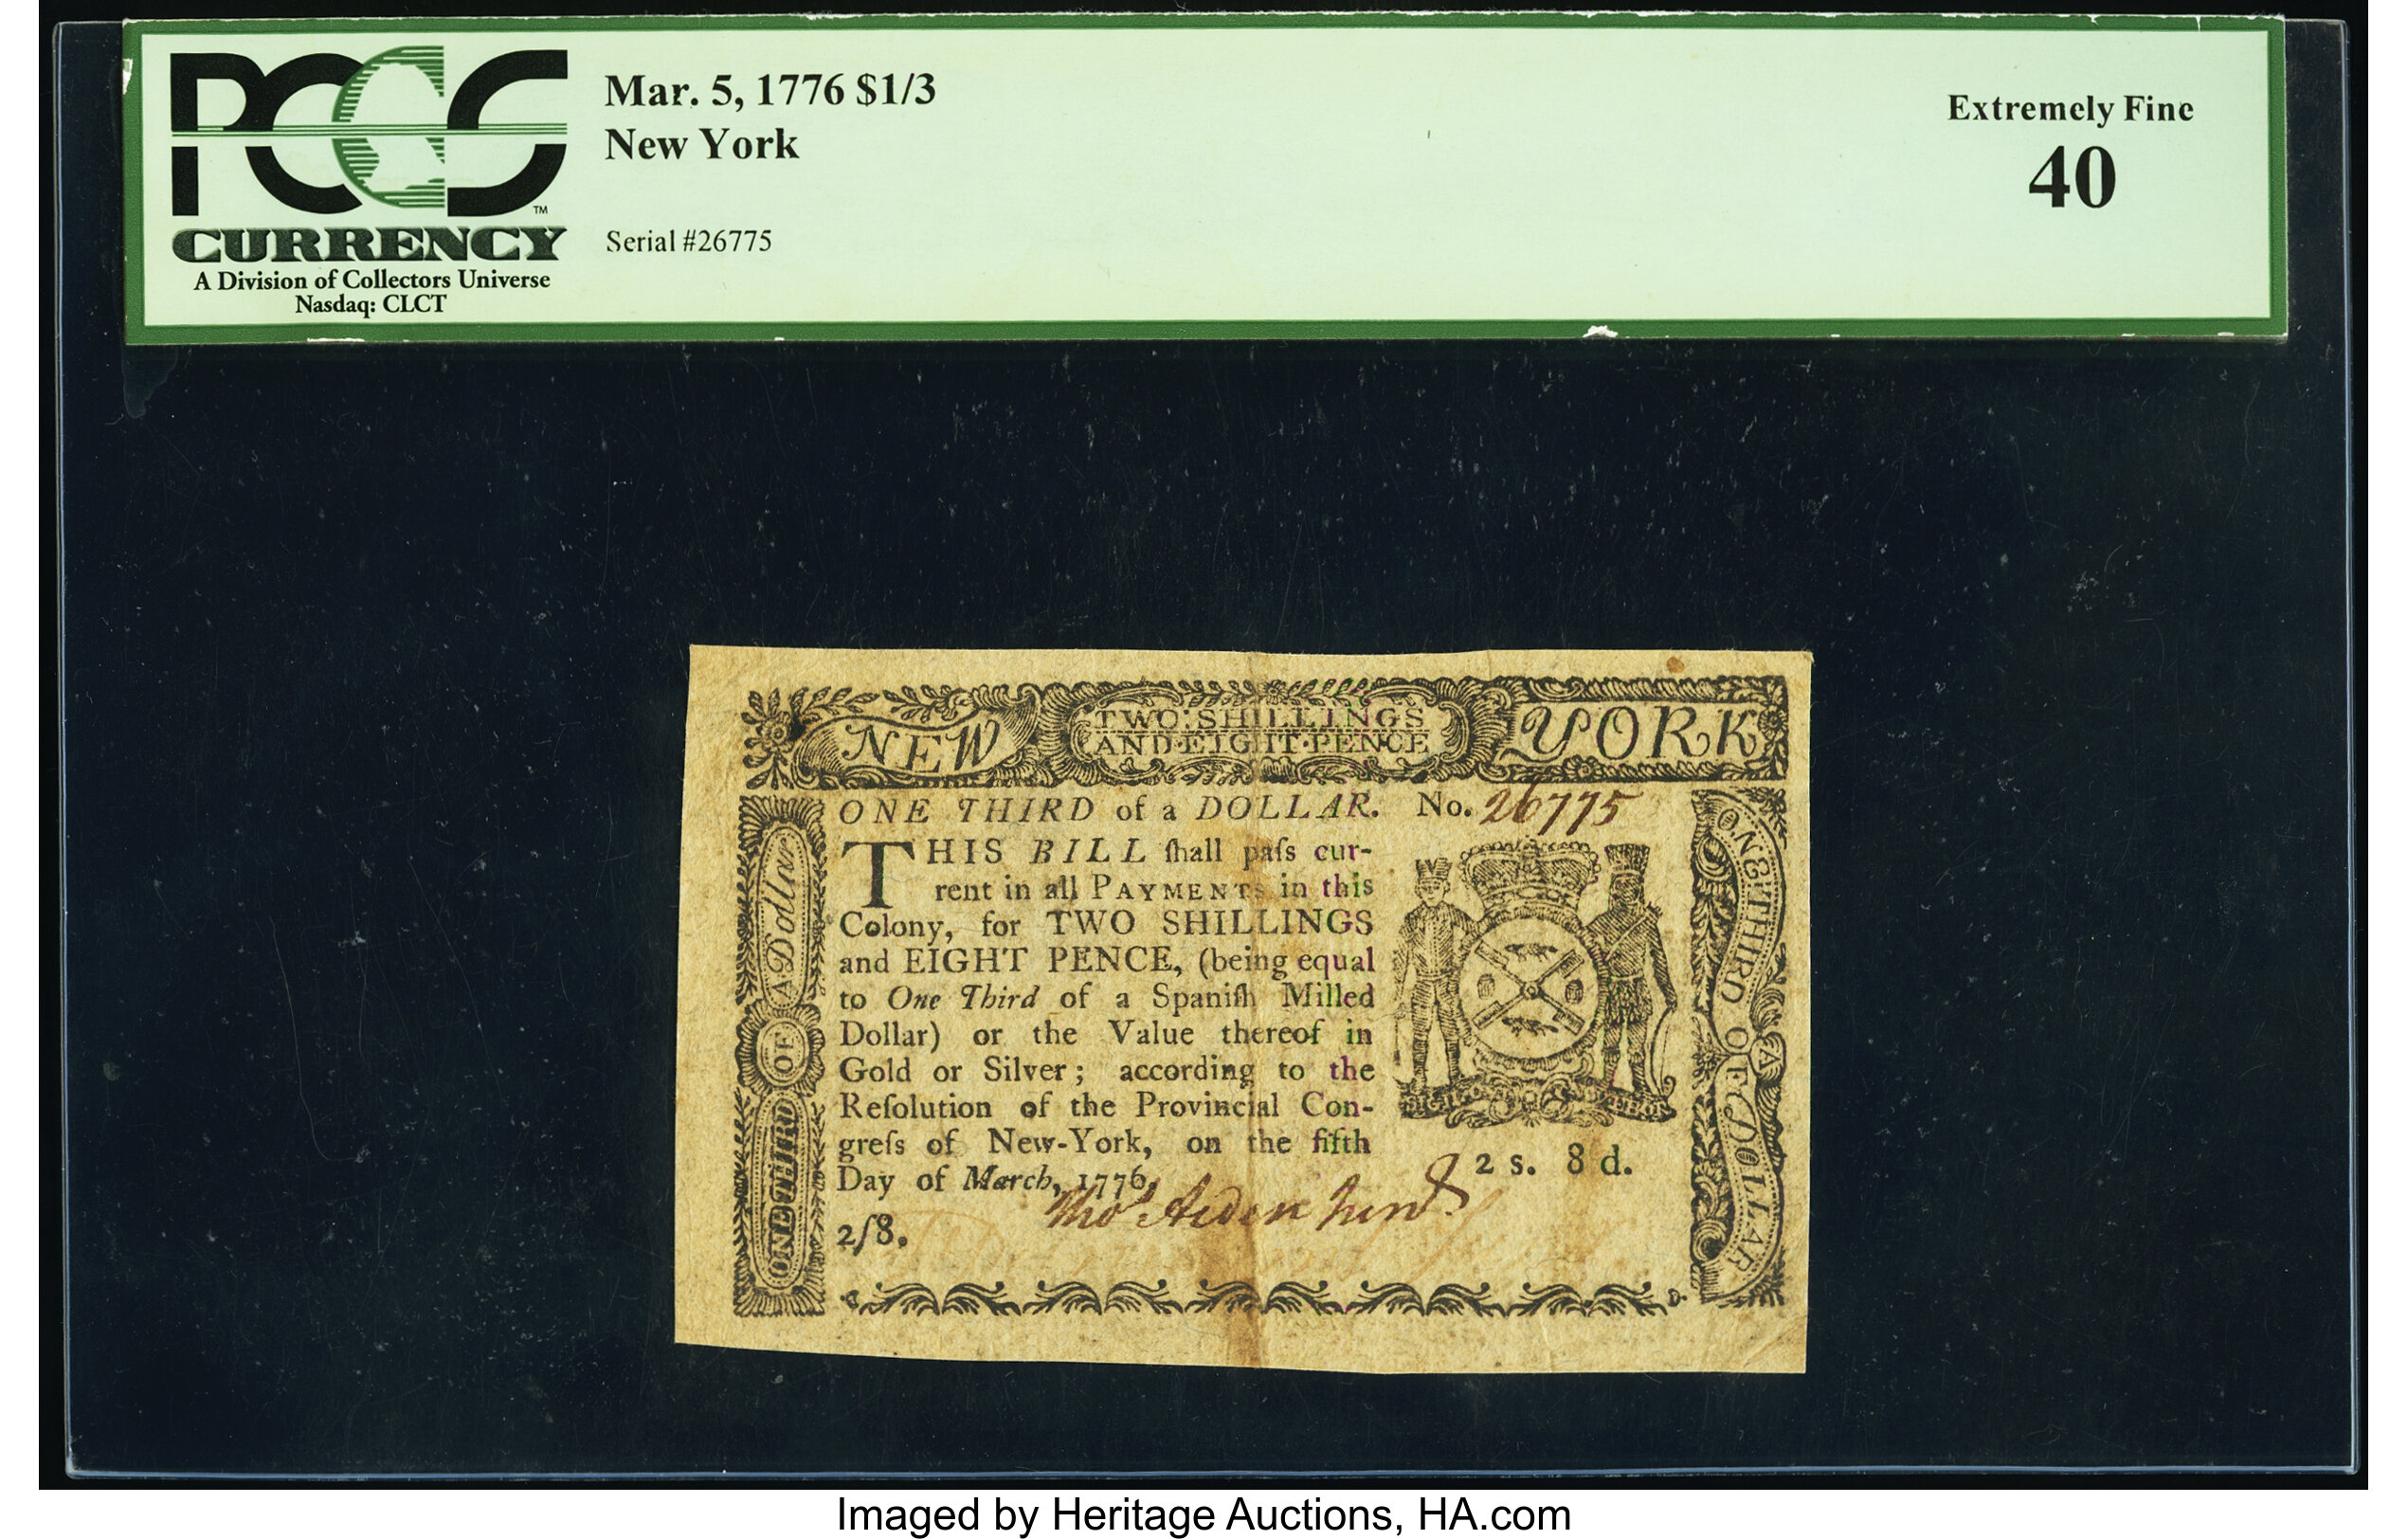 PCGS
™
CURRENCY
A Division of Collectors Universe
Nasdaq: CLCT
Mar. 5, 1776 $1/3
New York
Serial #26775
Extremely Fine
40
NEW
TWO·SHILLINGS
AND·EIGHT·PENCE
YORK
ONE THIRD OF A Dollar
ONE THIRD of a DOLLAR. No. 26775
THIS BILL ſhall paſs cur-
rent in all PAYMENTS in this
Colony, for TWO SHILLINGS
and EIGHT PENCE, (being equal
to One Third of a Spaniſh Milled
Dollar) or the Value thereof in
Gold or Silver; according to the
Reſolution of the Provincial Con-
greſs of New-York, on the fifth
Day of March, 1776.
2 s. 8 d.
Tho.s Arden Junr
2/8.
ONE THIRD OF A DOLLAR
Imaged by Heritage Auctions, HA.com